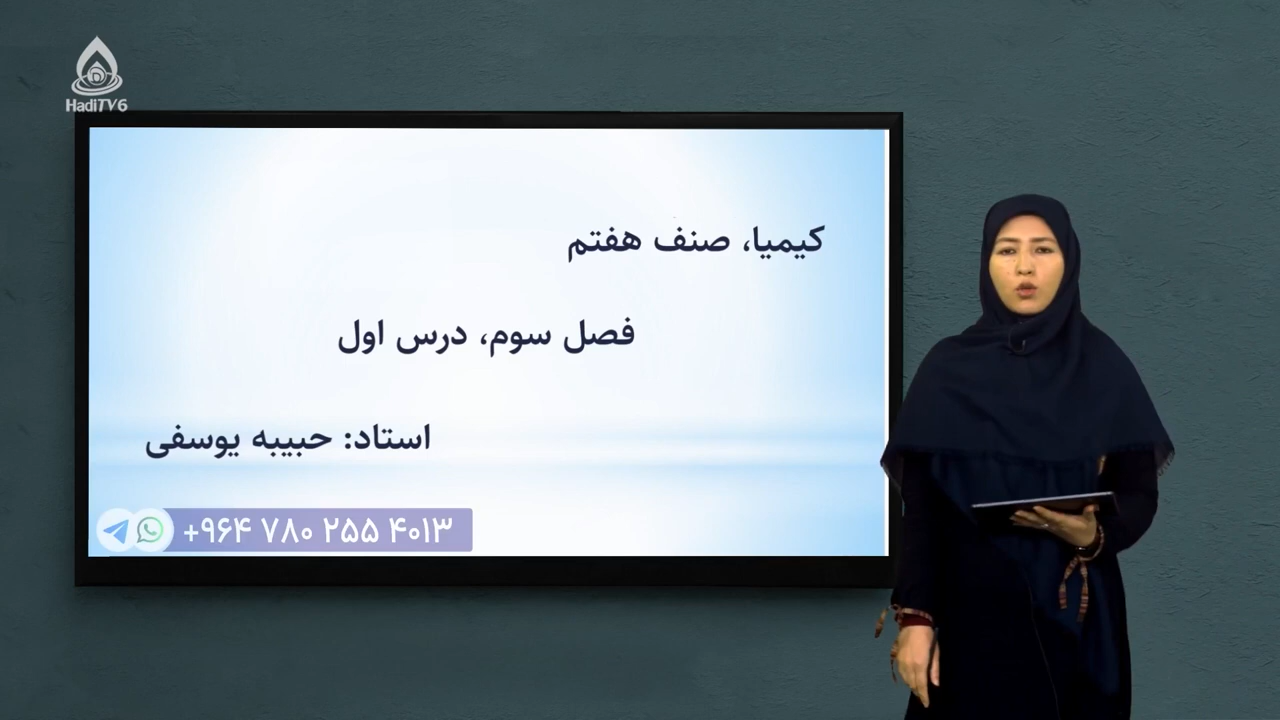 HadiTV6
کیمیا، صنف هفتم
فصل سوم، درس اول
استاد: حبیبه یوسفی
+۹۶۴ ۷۸۰ ۲۵۵ ۴۰۱۳